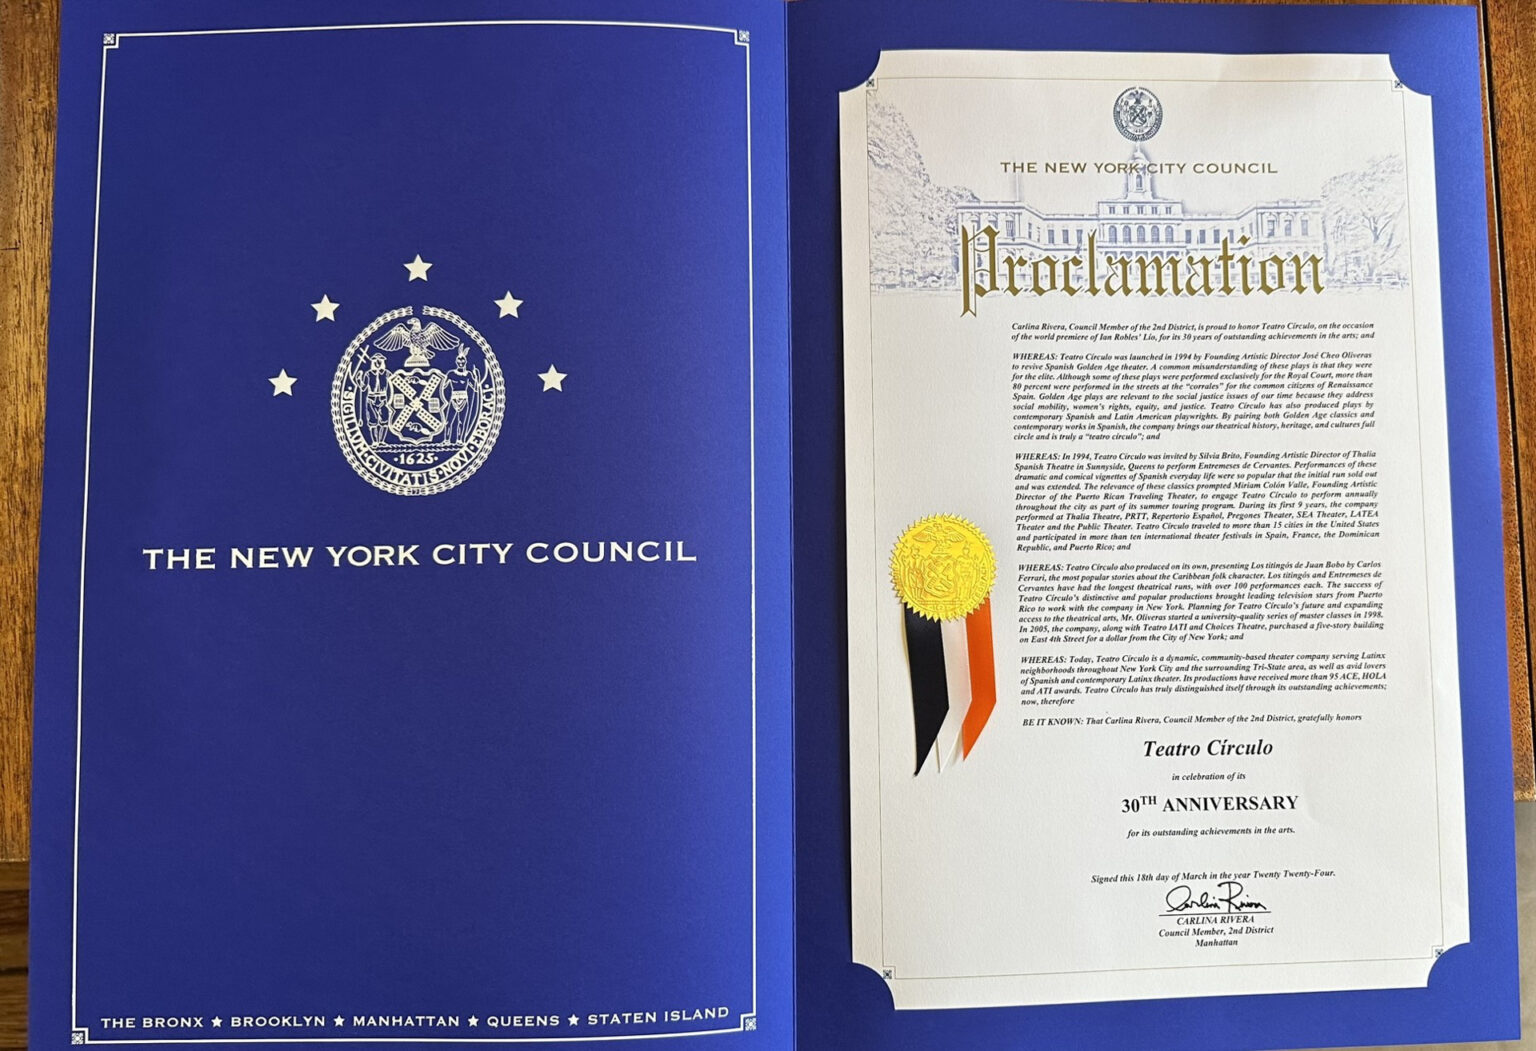 SIGILLUM·CIVITATIS·NOVI·EBORACI
·1625·
THE NEW YORK CITY COUNCIL
THE BRONX ★ BROOKLYN ★ MANHATTAN ★ QUEENS ★ STATEN ISLAND
THE NEW YORK CITY COUNCIL
Proclamation
Carlina Rivera, Council Member of the 2nd District, is proud to honor Teatro Círculo, on the occasion
of the world premiere of Ian Robles' Lío, for its 30 years of outstanding achievements in the arts; and
WHEREAS: Teatro Círculo was launched in 1994 by Founding Artistic Director José Cheo Oliveras
to revive Spanish Golden Age theater. A common misunderstanding of these plays is that they were
for the elite. Although some of these plays were performed exclusively for the Royal Court, more than
80 percent were performed in the streets at the "corrales" for the common citizens of Renaissance
Spain. Golden Age plays are relevant to the social justice issues of our time because they address
social mobility, women's rights, equity, and justice. Teatro Círculo has also produced plays by
contemporary Spanish and Latin American playwrights. By pairing both Golden Age classics and
contemporary works in Spanish, the company brings our theatrical history, heritage, and cultures full
circle and is truly a "teatro círculo"; and
WHEREAS: In 1994, Teatro Círculo was invited by Silvia Brito, Founding Artistic Director of Thalia
Spanish Theatre in Sunnyside, Queens to perform Entremeses de Cervantes. Performances of these
dramatic and comical vignettes of Spanish everyday life were so popular that the initial run sold out
and was extended. The relevance of these classics prompted Miriam Colón Valle, Founding Artistic
Director of the Puerto Rican Traveling Theater, to engage Teatro Círculo to perform annually
throughout the city as part of its summer touring program. During its first 9 years, the company
performed at Thalia Theatre, PRTT, Repertorio Español, Pregones Theater, SEA Theater, LATEA
Theater and the Public Theater. Teatro Círculo traveled to more than 15 cities in the United States
and participated in more than ten international theater festivals in Spain, France, the Dominican
Republic, and Puerto Rico; and
WHEREAS: Teatro Círculo also produced on its own, presenting Los titingós de Juan Bobo by Carlos
Ferrari, the most popular stories about the Caribbean folk character. Los titingós and Entremeses de
Cervantes have had the longest theatrical runs, with over 100 performances each. The success of
Teatro Círculo's distinctive and popular productions brought leading television stars from Puerto
Rico to work with the company in New York. Planning for Teatro Círculo's future and expanding
access to the theatrical arts, Mr. Oliveras started a university-quality series of master classes in 1998.
In 2005, the company, along with Teatro IATI and Choices Theatre, purchased a five-story building
on East 4th Street for a dollar from the City of New York; and
WHEREAS: Today, Teatro Círculo is a dynamic, community-based theater company serving Latinx
neighborhoods throughout New York City and the surrounding Tri-State area, as well as avid lovers
of Spanish and contemporary Latinx theater. Its productions have received more than 95 ACE, HOLA
and ATI awards. Teatro Círculo has truly distinguished itself through its outstanding achievements;
now, therefore
BE IT KNOWN: That Carlina Rivera, Council Member of the 2nd District, gratefully honors
Teatro Círculo
in celebration of its
30TH ANNIVERSARY
for its outstanding achievements in the arts.
Signed this 18th day of March in the year Twenty Twenty-Four.
Carlina Rivera
CARLINA RIVERA
Council Member, 2nd District
Manhattan